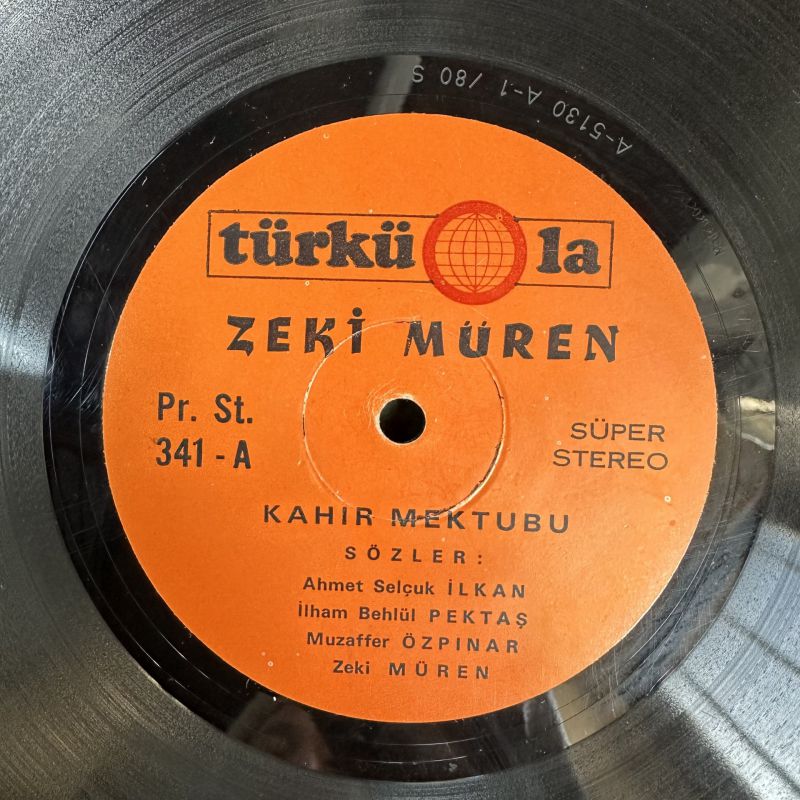 A-5130 A-1 /80 S
türkü la
ZEKİ MÜREN
Pr. St.
341 - A
SÜPER
STEREO
KAHIR MEKTUBU
SÖZLER:
Ahmet Selçuk İLKAN
İlham Behlül PEKTAŞ
Muzaffer ÖZPINAR
Zeki MÜREN